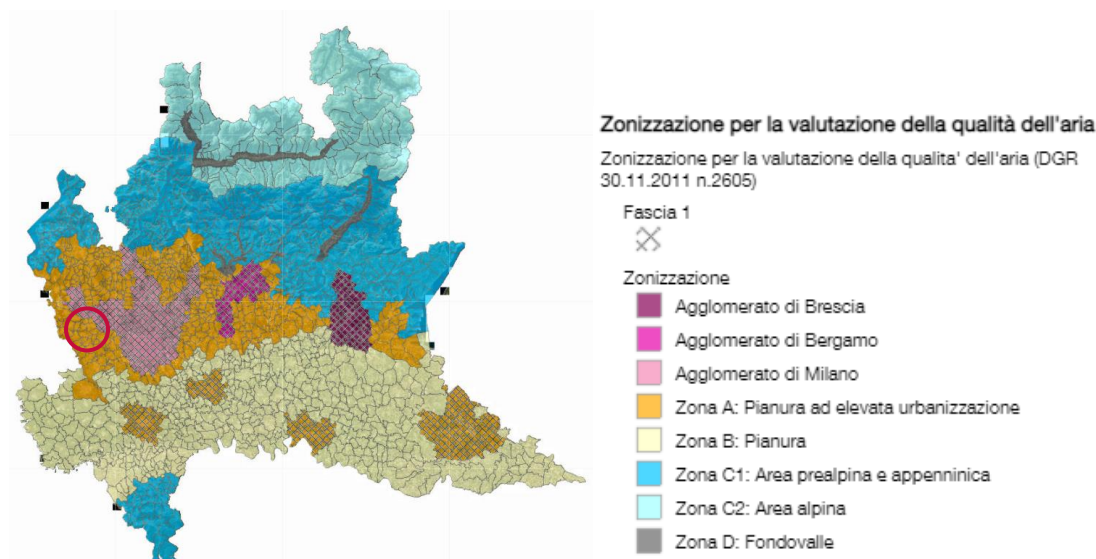 Zonizzazione per la valutazione della qualità dell'aria
Zonizzazione per la valutazione della qualita' dell'aria (DGR
30.11.2011 n.2605)
Fascia 1
Zonizzazione
Agglomerato di Brescia
Agglomerato di Bergamo
Agglomerato di Milano
Zona A: Pianura ad elevata urbanizzazione
Zona B: Pianura
Zona C1: Area prealpina e appenninica
Zona C2: Area alpina
Zona D: Fondovalle